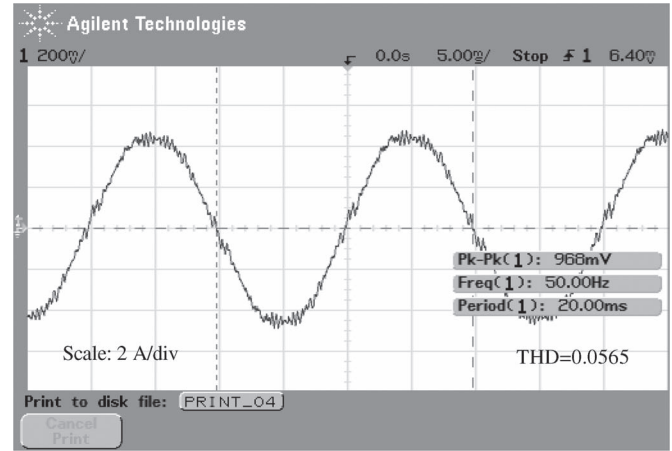 Agilent Technologies
1 200mV/ 0.0s 5.00ms/ Stop 1 6.40mV
Pk-Pk(1): 968mV
Freq(1): 50.00Hz
Period(1): 20.00ms
Scale: 2 A/div THD=0.0565
Print to disk file: PRINT_04
Cancel
Print